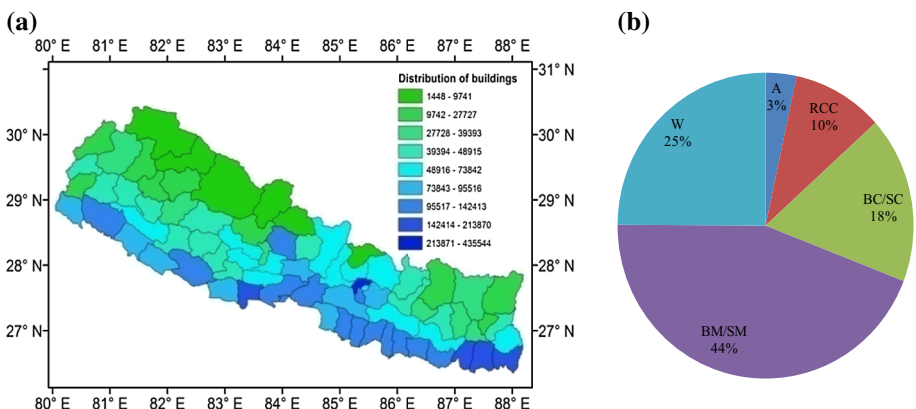 (a)
(b)
80° E 81° E 82° E 83° E 84° E 85° E 86° E 87° E 88° E
Distribution of buildings
1448 - 9741
9742 - 27727
27728 - 39393
39394 - 48915
48916 - 73842
73843 - 95516
95517 - 142413
142414 - 213870
213871 - 435544
30° N
29° N
28° N
27° N
31° N
30° N
29° N
28° N
27° N
80° E 81° E 82° E 83° E 84° E 85° E 86° E 87° E 88° E
A
3%
RCC
10%
BC/SC
18%
BM/SM
44%
W
25%